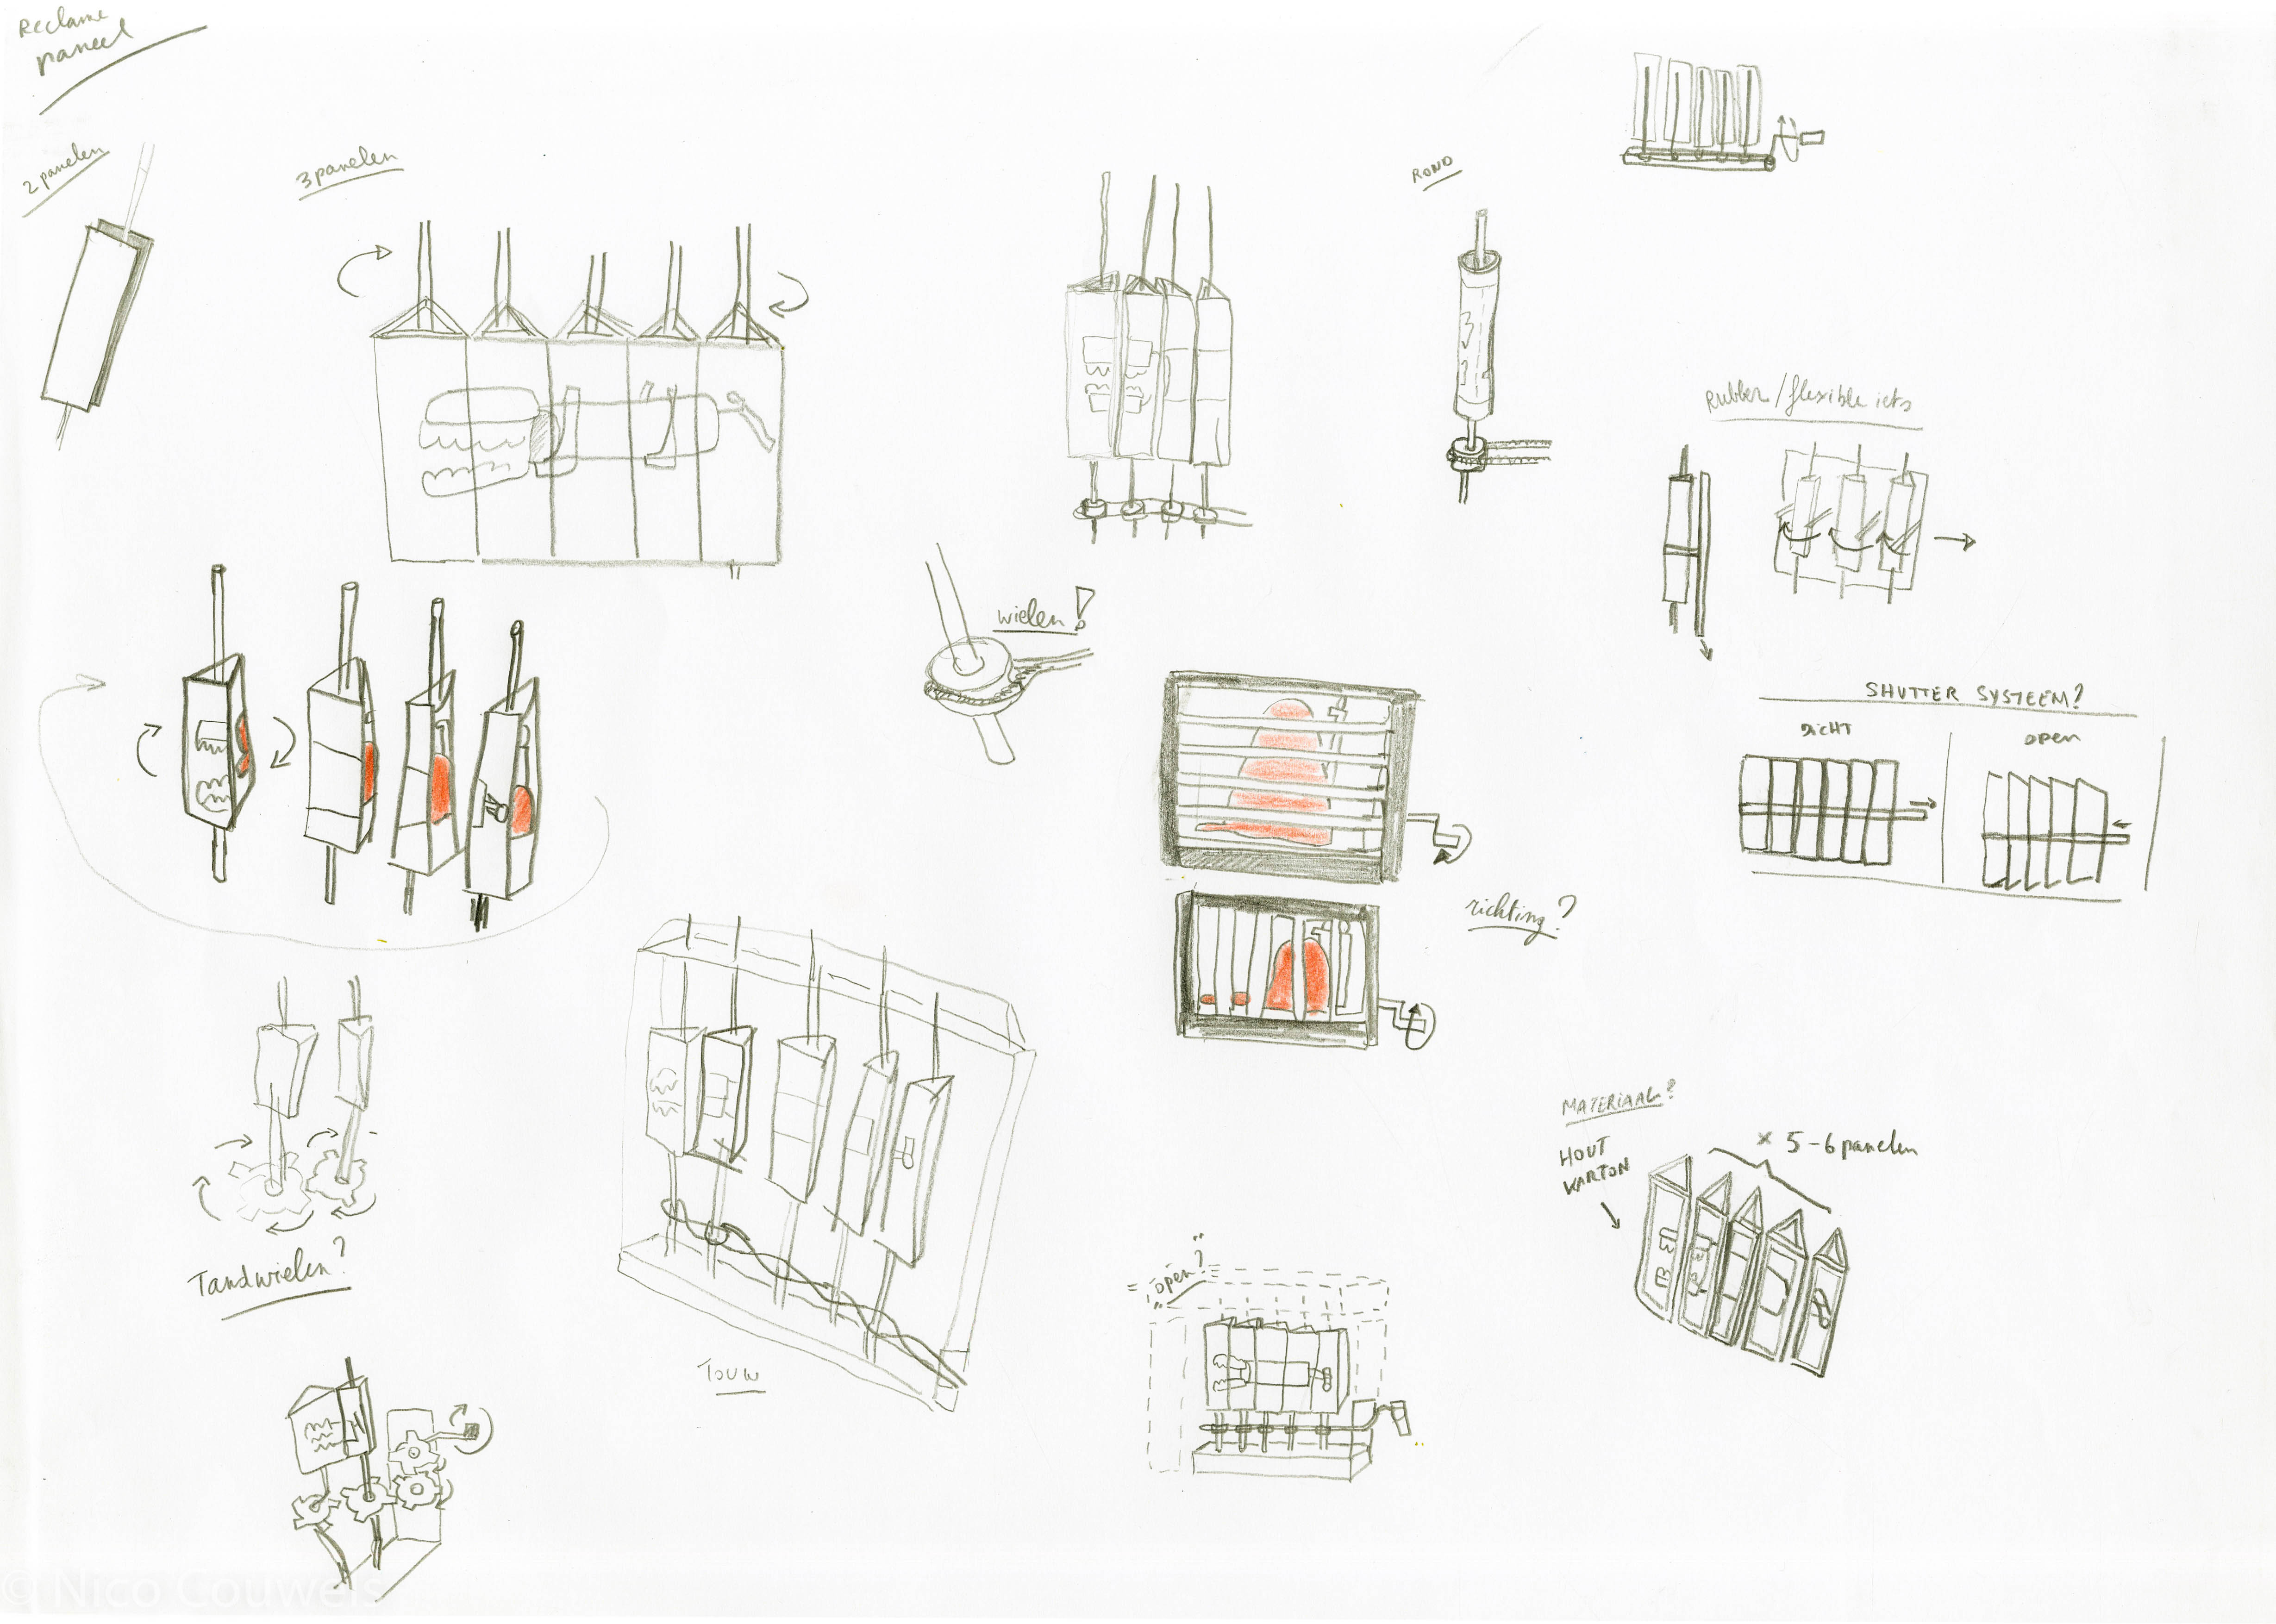 Reclame
paneel
2 panelen
3 panelen
ROND
3
Rubber/flexible iets
wielen!
SHUTTER SYSTEEM?
DICHT
open
richting?
MATERIAAL?
HOUT
KARTON
x 5-6 panelen
Tandwielen?
Touw
open?
© Nico Couwels